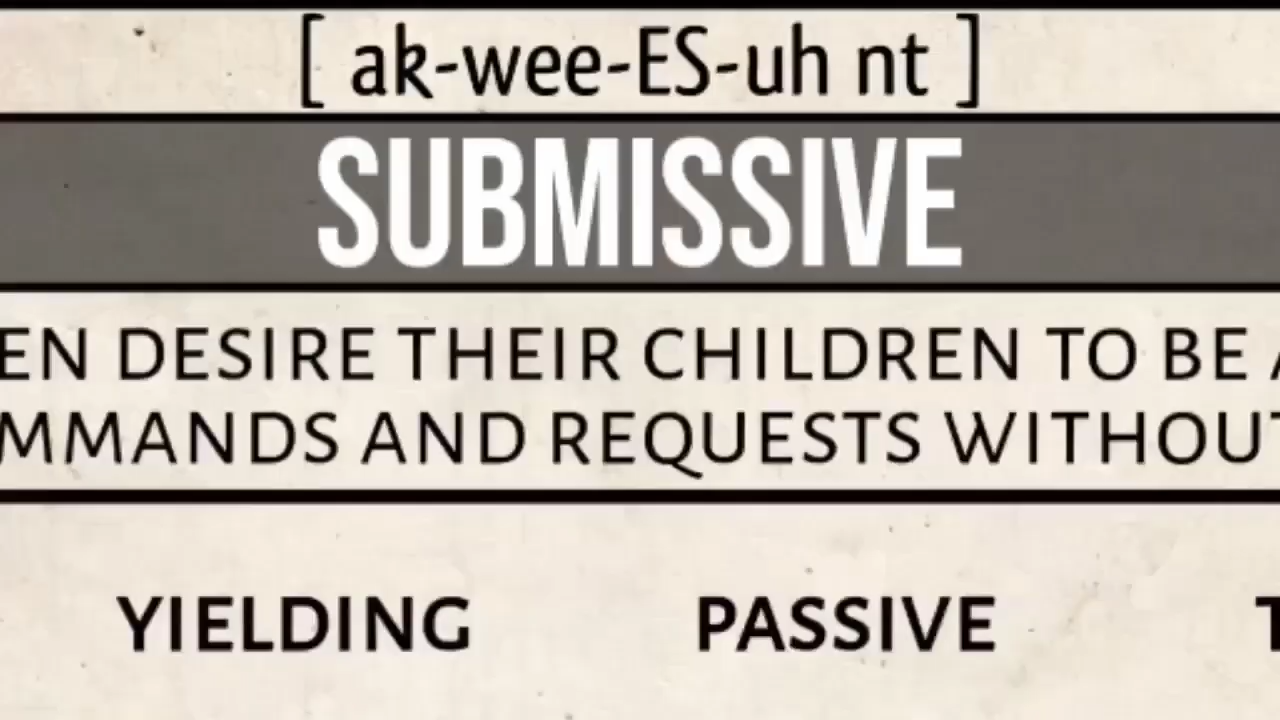 [ ak-wee-ES-uh nt ]
SUBMISSIVE
EN DESIRE THEIR CHILDREN TO BE
MMANDS AND REQUESTS WITHOUT
YIELDING PASSIVE